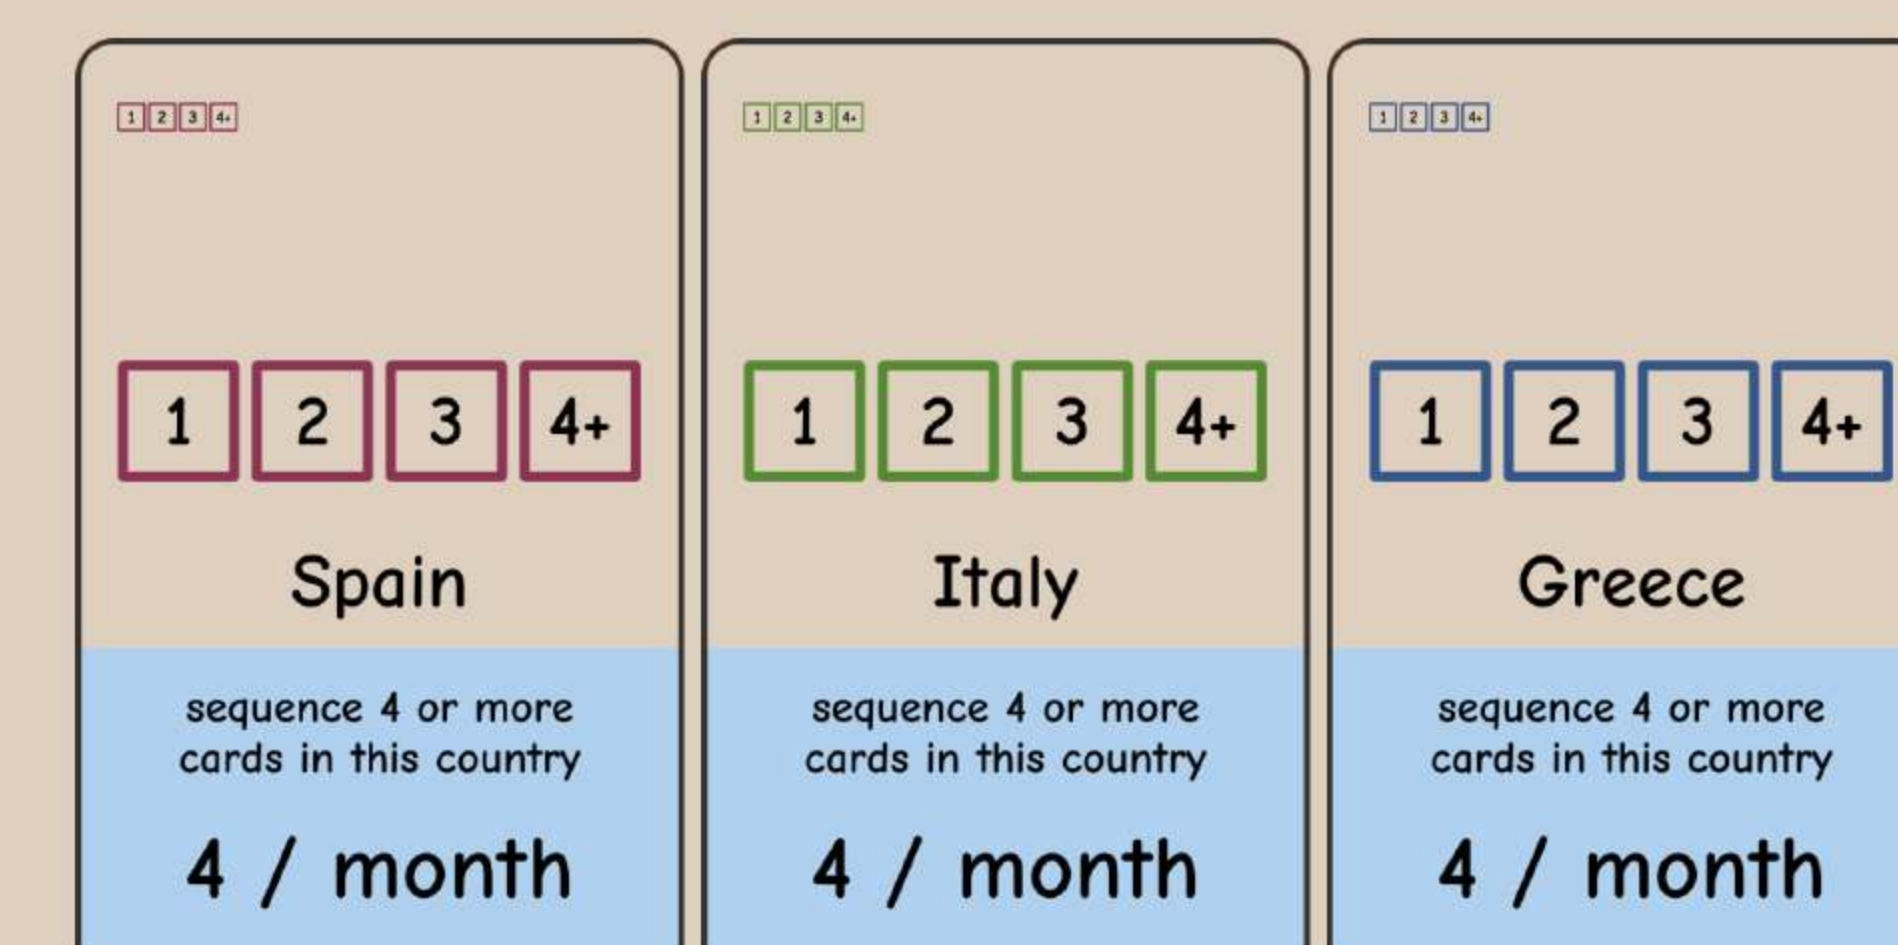 1 2 3 4+
1 2 3 4+
Spain
sequence 4 or more
cards in this country
4 / month
1 2 3 4+
1 2 3 4+
Italy
sequence 4 or more
cards in this country
4 / month
1 2 3 4+
1 2 3 4+
Greece
sequence 4 or more
cards in this country
4 / month